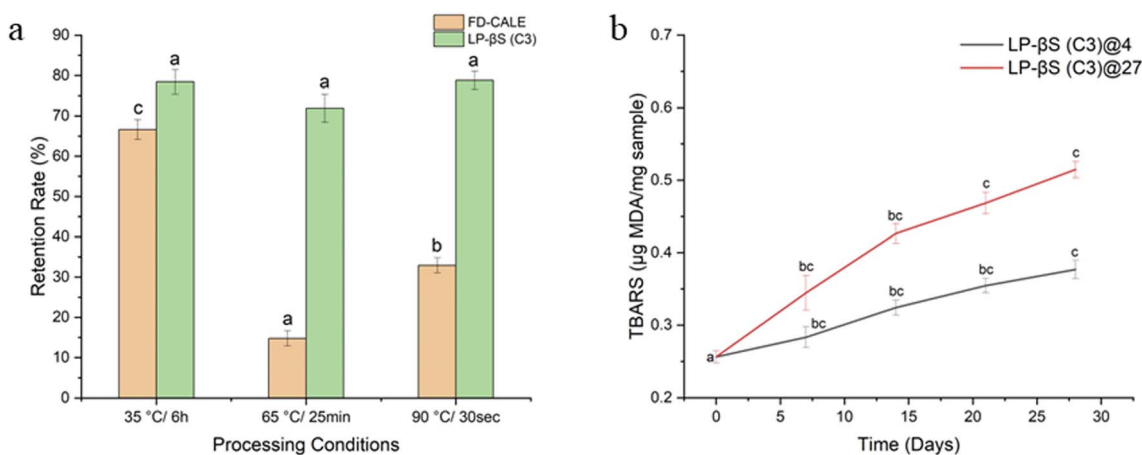 a
FD-CALE
LP-βS (C3)
90
80
70
60
50
40
30
20
10
0
Retention Rate (%)
c
a
a
a
b
a
35 °C/ 6h
65 °C/ 25min
90 °C/ 30sec
Processing Conditions
b
LP-βS (C3)@4
LP-βS (C3)@27
0.7
0.6
0.5
0.4
0.3
0.2
TBARS (µg MDA/mg sample)
a
bc
bc
c
c
bc
bc
bc
c
0
5
10
15
20
25
30
Time (Days)